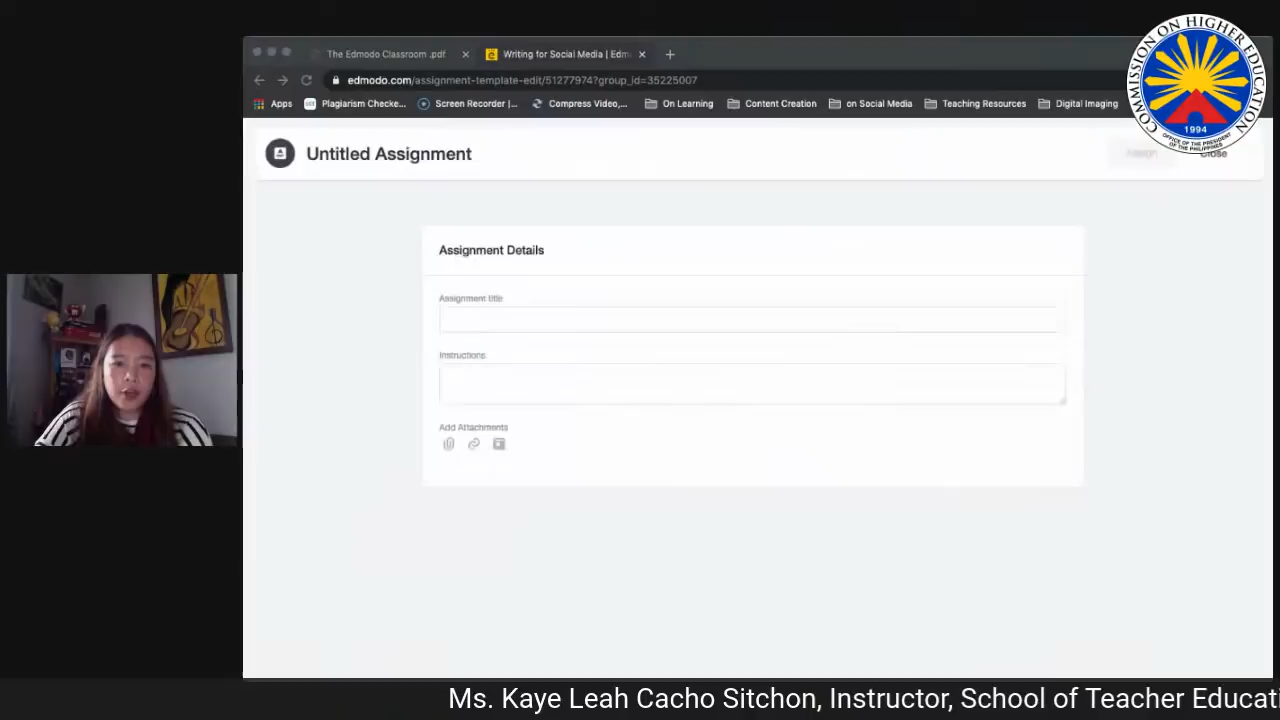 The Edmodo Classroom .pdf
Writing for Social Media | Edm
edmodo.com/assignment-template-edit/51277974?group_id=35225007
Apps
Plagiarism Checke...
Screen Recorder |...
Compress Video,...
On Learning
Content Creation
on Social Media
Teaching Resources
Digital Imaging
COMMISSION ON HIGHER EDUCATION
1994
OFFICE OF THE PRESIDENT
OF THE PHILIPPINES
Untitled Assignment
Assign
Close
Assignment Details
Assignment title
Instructions
Add Attachments
Ms. Kaye Leah Cacho Sitchon, Instructor, School of Teacher Educat